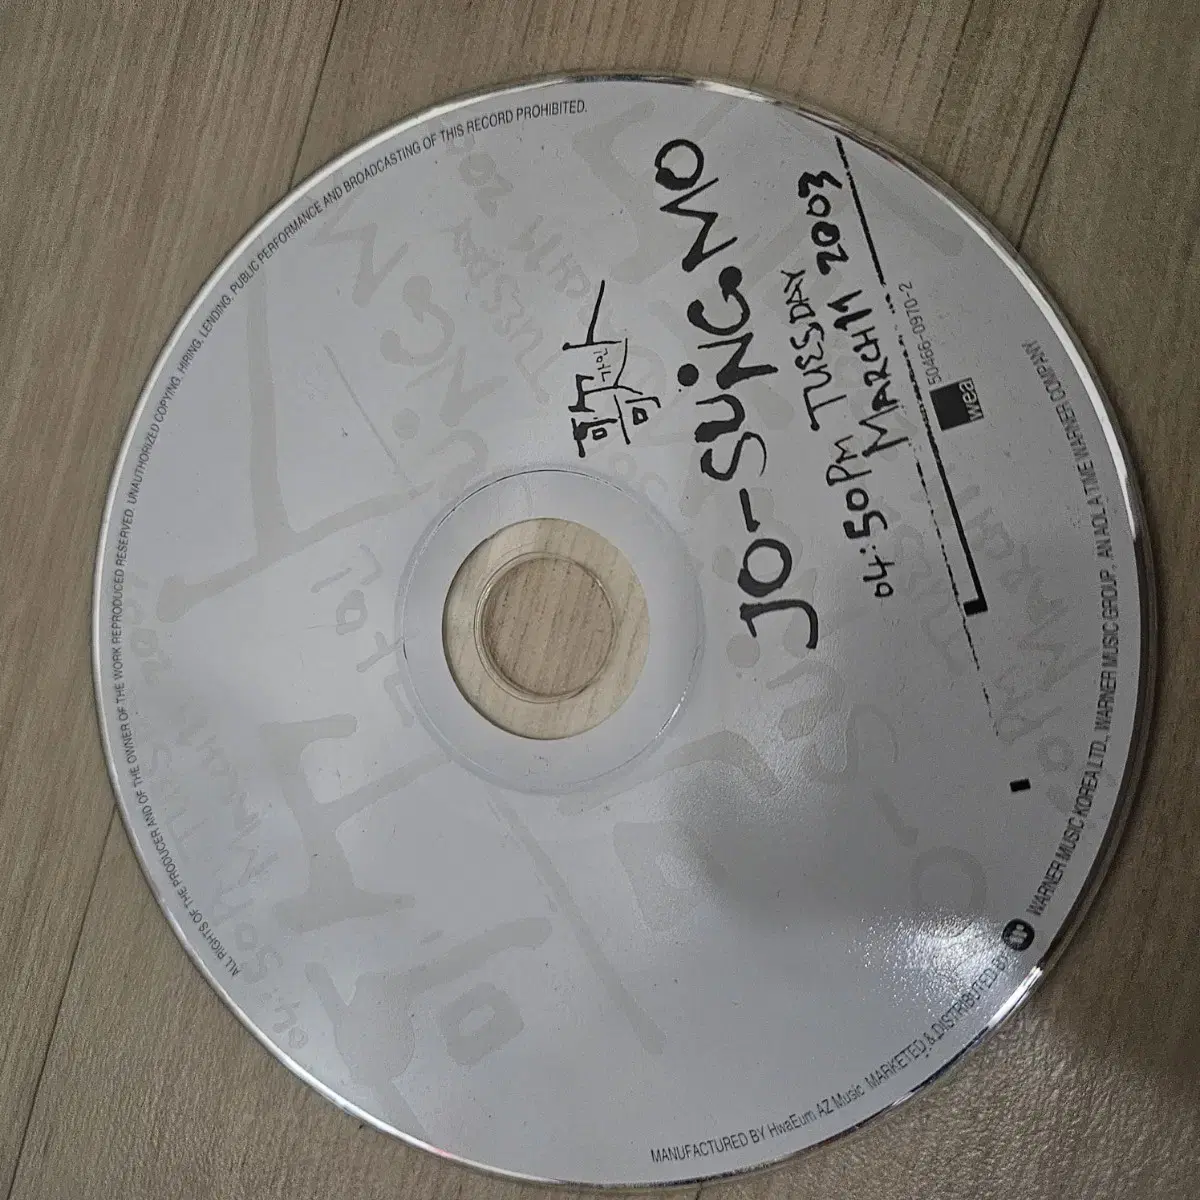 가인
JO-SUNG MO
04:50PM TUESDAY
MARCH 11 2003
wea
50466-0970-2
ALL RIGHTS OF THE PRODUCER AND OF THE OWNER OF THE WORK REPRODUCED RESERVED. UNAUTHORIZED COPYING, HIRING, LENDING, PUBLIC PERFORMANCE AND BROADCASTING OF THIS RECORD PROHIBITED.
MANUFACTURED BY HwaEum AZ Music MARKETED & DISTRIBUTED BY WARNER MUSIC KOREA LTD., WARNER MUSIC GROUP, AN AOL A TIME WARNER COMPANY